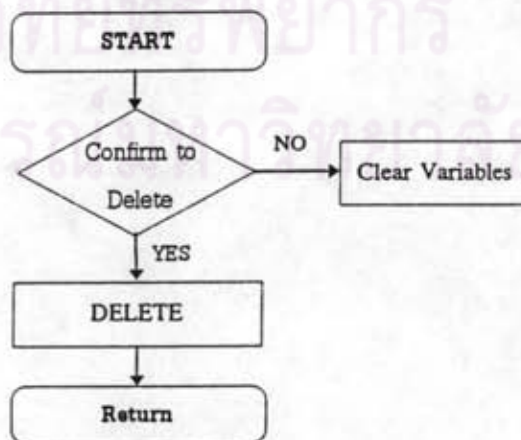 START
Confirm to
Delete
NO
Clear Variables
YES
DELETE
Return